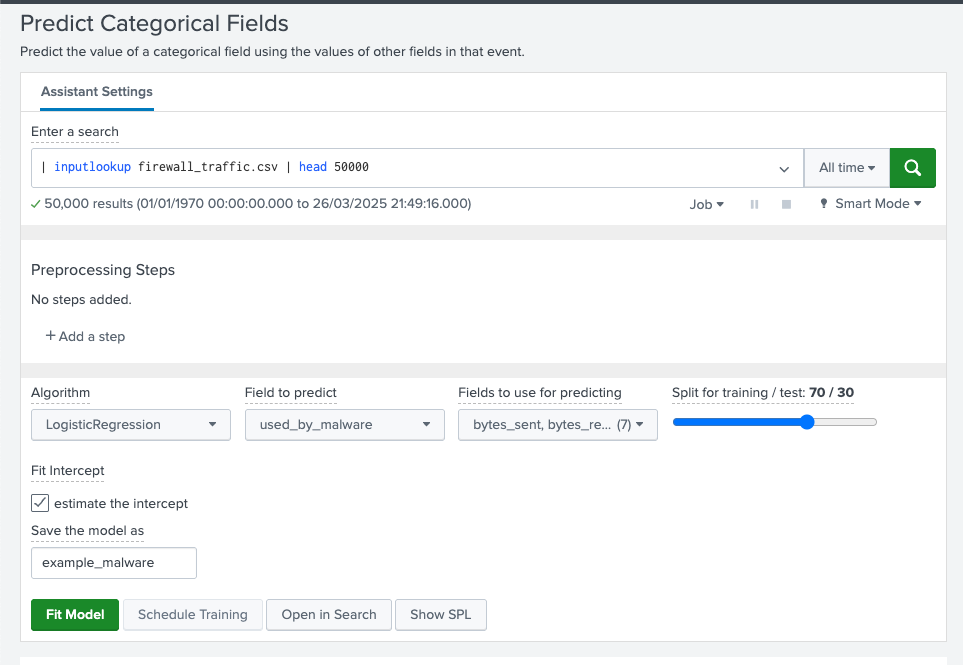 Predict Categorical Fields
Predict the value of a categorical field using the values of other fields in that event.
Assistant Settings
Enter a search
| inputlookup firewall_traffic.csv | head 50000
All time
50,000 results (01/01/1970 00:00:00.000 to 26/03/2025 21:49:16.000)
Job
Smart Mode
Preprocessing Steps
No steps added.
+ Add a step
Algorithm
Field to predict
Fields to use for predicting
Split for training / test: 70 / 30
LogisticRegression
used_by_malware
bytes_sent, bytes_re... (7)
Fit Intercept
estimate the intercept
Save the model as
example_malware
Fit Model
Schedule Training
Open in Search
Show SPL